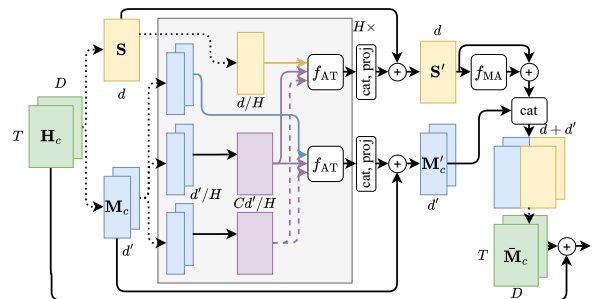 H×
d
S
f_AT
cat, proj
+
S′
f_MA
+
D
d
d/H
cat
T
H_c
d + d′
f_AT
cat, proj
+
M′_c
M_c
d′/H
Cd′/H
d′
d′
T
M̄_c
+
D